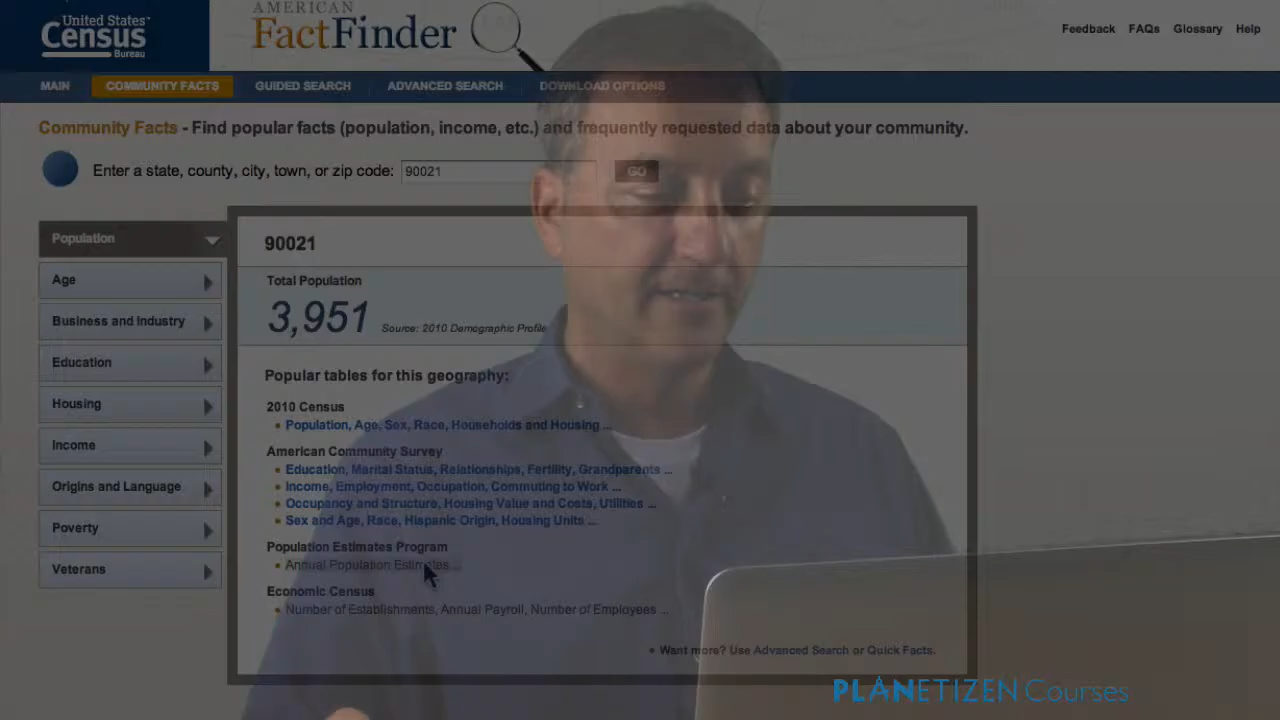 United States™
Census
Bureau
AMERICAN
FactFinder
Feedback FAQs Glossary Help
MAIN COMMUNITY FACTS GUIDED SEARCH ADVANCED SEARCH DOWNLOAD OPTIONS
Community Facts - Find popular facts (population, income, etc.) and frequently requested data about your community.
Enter a state, county, city, town, or zip code: 90021 GO
Population
Age
Business and Industry
Education
Housing
Income
Origins and Language
Poverty
Veterans
90021
Total Population
3,951 Source: 2010 Demographic Profile
Popular tables for this geography:
2010 Census
• Population, Age, Sex, Race, Households and Housing ...
American Community Survey
• Education, Marital Status, Relationships, Fertility, Grandparents ...
• Income, Employment, Occupation, Commuting to Work ...
• Occupancy and Structure, Housing Value and Costs, Utilities ...
• Sex and Age, Race, Hispanic Origin, Housing Units ...
Population Estimates Program
• Annual Population Estimates ...
Economic Census
• Number of Establishments, Annual Payroll, Number of Employees ...
• Want more? Use Advanced Search or Quick Facts.
PLANETIZEN Courses